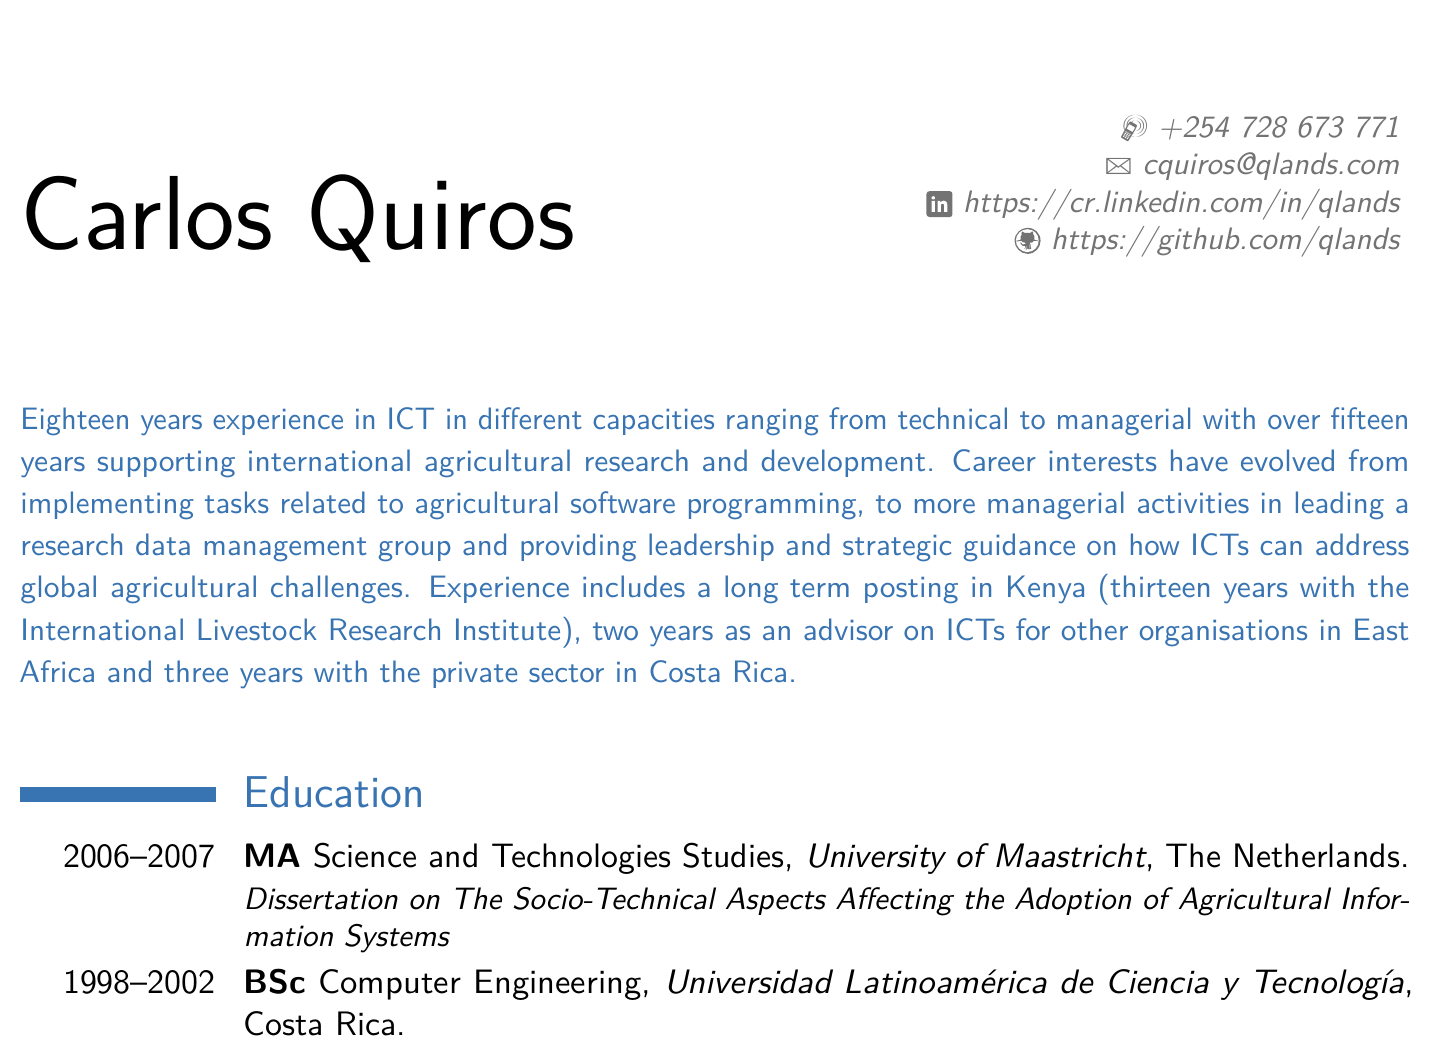 Carlos Quiros
+254 728 673 771
cquiros@qlands.com
https://cr.linkedin.com/in/qlands
https://github.com/qlands
Eighteen years experience in ICT in different capacities ranging from technical to managerial with over fifteen
years supporting international agricultural research and development. Career interests have evolved from
implementing tasks related to agricultural software programming, to more managerial activities in leading a
research data management group and providing leadership and strategic guidance on how ICTs can address
global agricultural challenges. Experience includes a long term posting in Kenya (thirteen years with the
International Livestock Research Institute), two years as an advisor on ICTs for other organisations in East
Africa and three years with the private sector in Costa Rica.
Education
2006–2007 MA Science and Technologies Studies, University of Maastricht, The Netherlands.
Dissertation on The Socio-Technical Aspects Affecting the Adoption of Agricultural Infor-
mation Systems
1998–2002 BSc Computer Engineering, Universidad Latinoamérica de Ciencia y Tecnología,
Costa Rica.